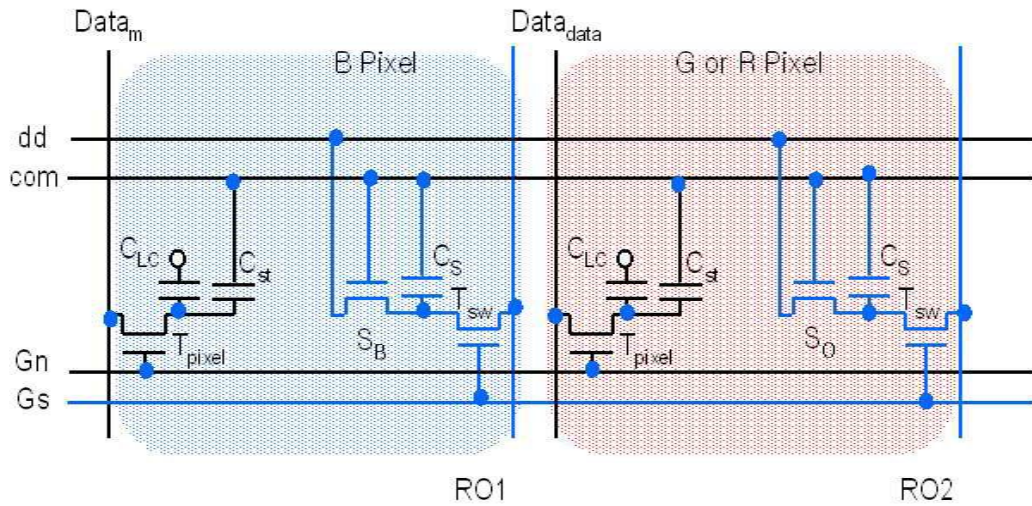 Data_m Data_data
B Pixel G or R Pixel
dd
com
C_LC C_st C_S C_LC C_st C_S
T_sw T_sw
T_pixel S_B T_pixel S_O
Gn
Gs
RO1 RO2